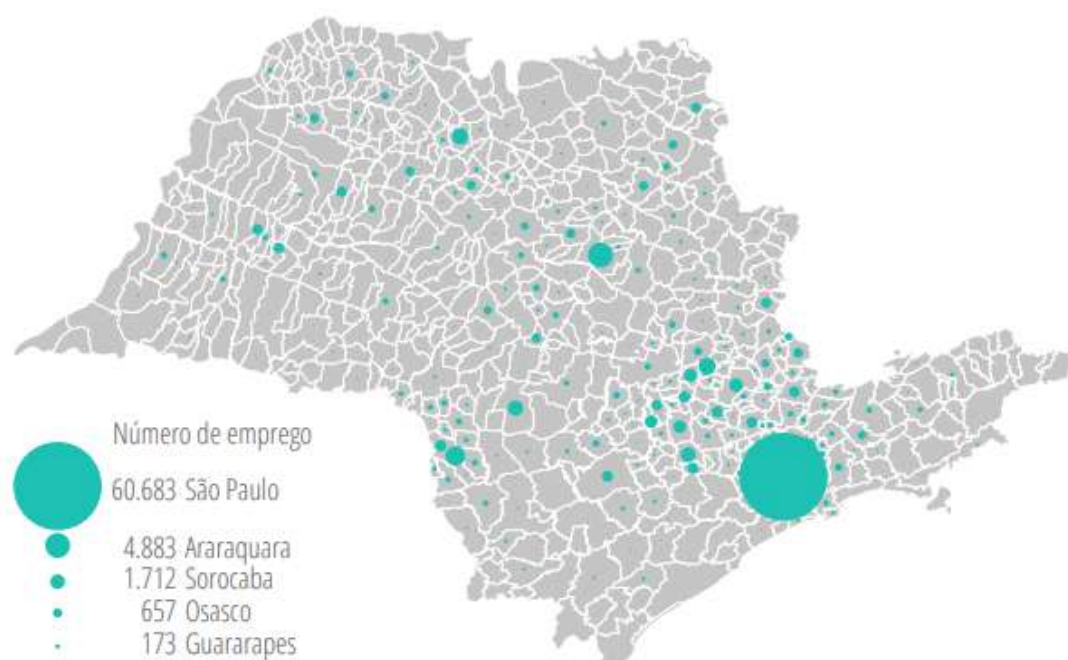 Número de emprego
60.683 São Paulo
4.883 Araraquara
1.712 Sorocaba
657 Osasco
173 Guararapes